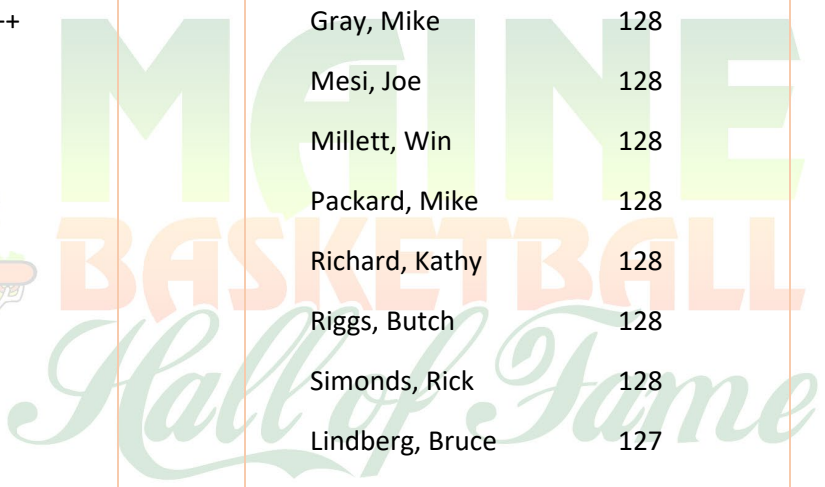 ++ Gray, Mike 128
Mesi, Joe 128
Millett, Win 128
Packard, Mike 128
Richard, Kathy 128
Riggs, Butch 128
Simonds, Rick 128
Lindberg, Bruce 127
MAINE
BASKETBALL
Hall of Fame